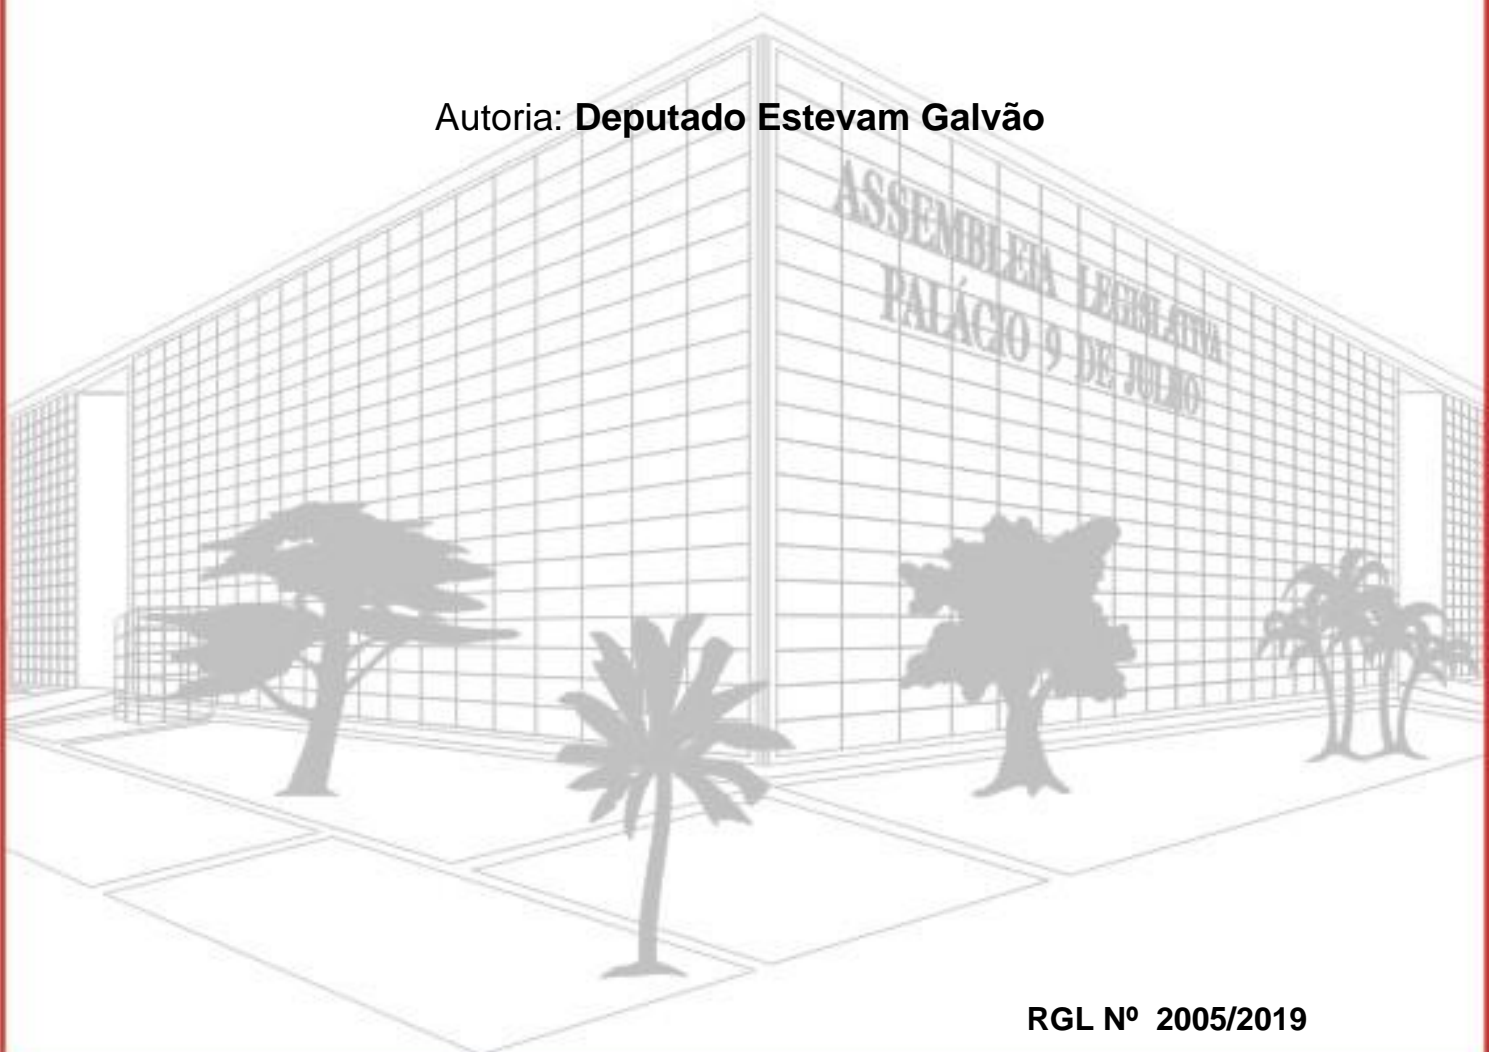 Autoria: Deputado Estevam Galvão
ASSEMBLEIA LEGISLATIVA
PALÁCIO 9 DE JULHO
RGL Nº 2005/2019